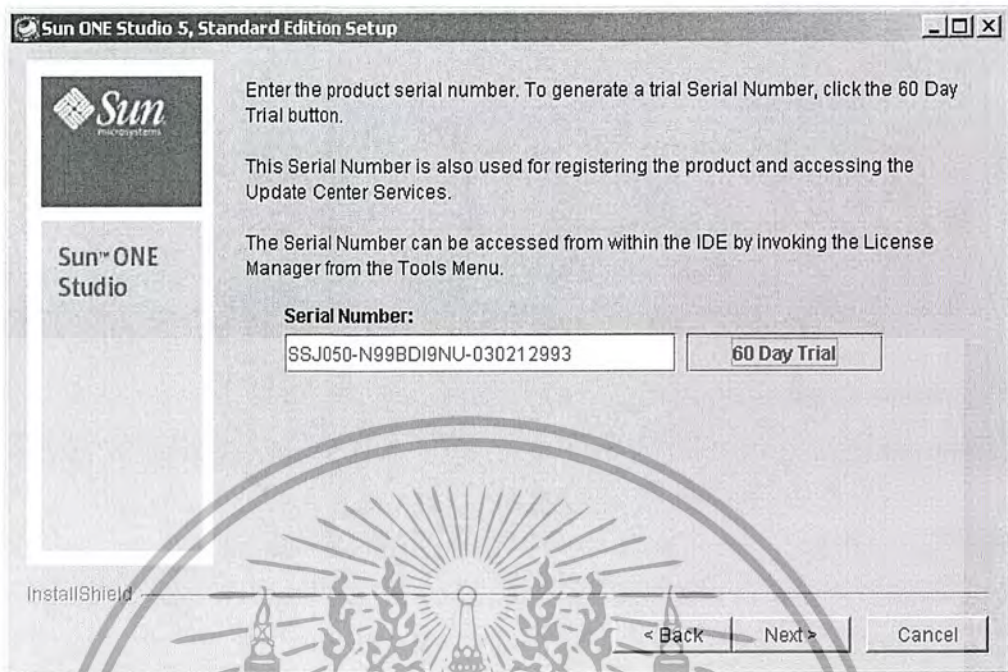 Sun ONE Studio 5, Standard Edition Setup
Sun
microsystems
Sun™ ONE
Studio
Enter the product serial number. To generate a trial Serial Number, click the 60 Day
Trial button.
This Serial Number is also used for registering the product and accessing the
Update Center Services.
The Serial Number can be accessed from within the IDE by invoking the License
Manager from the Tools Menu.
Serial Number:
SSJ050-N99BDI9NU-030212993
60 Day Trial
InstallShield
< Back
Next >
Cancel